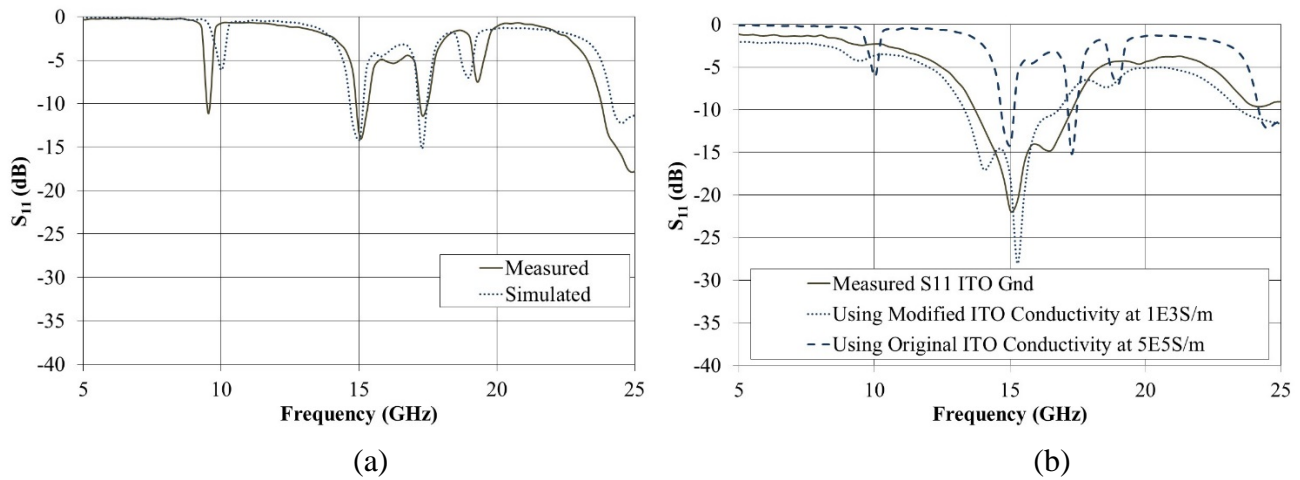 0
-5
-10
-15
-20
-25
-30
-35
-40
S11 (dB)
Measured
Simulated
5 10 15 20 25
Frequency (GHz)
(a)
0
-5
-10
-15
-20
-25
-30
-35
-40
S11 (dB)
Measured S11 ITO Gnd
Using Modified ITO Conductivity at 1E3S/m
Using Original ITO Conductivity at 5E5S/m
5 10 15 20 25
Frequency (GHz)
(b)